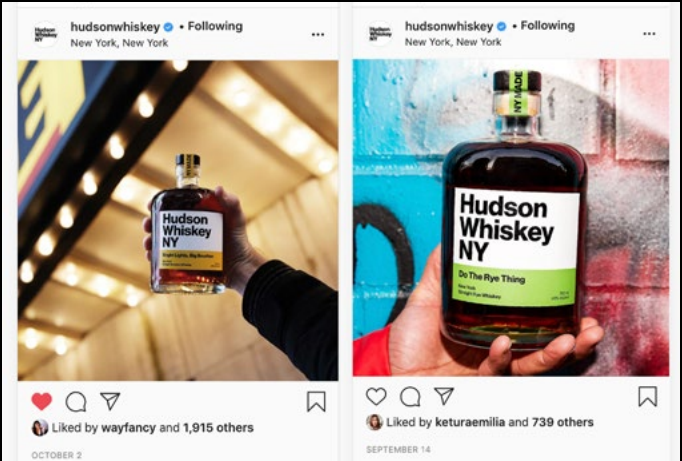 hudsonwhiskey • Following
New York, New York
Hudson
Whiskey
NY
Bright Lights, Big Bourbon
Liked by wayfancy and 1,915 others
OCTOBER 2
hudsonwhiskey • Following
New York, New York
NY MADE
Hudson
Whiskey
NY
Do The Rye Thing
New York
Straight Rye Whiskey
Liked by keturaemilia and 739 others
SEPTEMBER 14